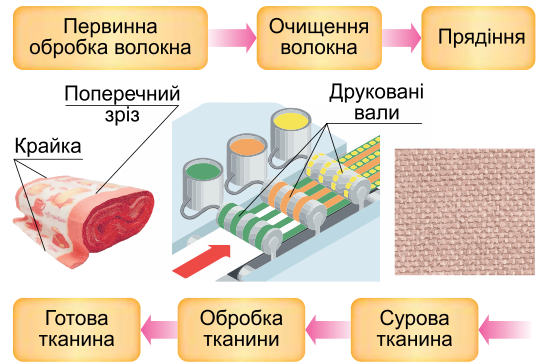 Первинна
обробка волокна
Очищення
волокна
Прядіння
Поперечний
зріз
Крайка
Друковані
вали
Готова
тканина
Обробка
тканини
Сурова
тканина